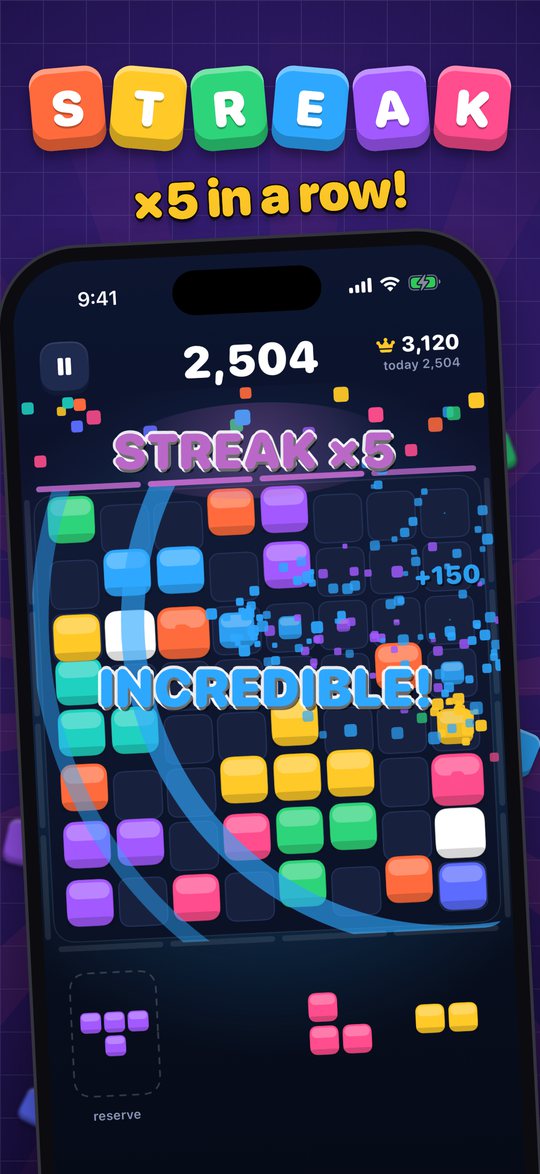 STREAK
×5 in a row!
9:41
2,504
3,120
today 2,504
STREAK ×5
+150
INCREDIBLE!
reserve